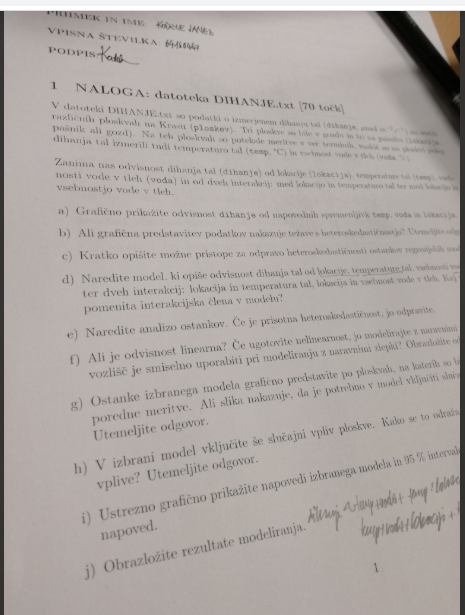 PRIIMEK IN IME:
VPISNA ŠTEVILKA:
PODPIS:
1 NALOGA: datoteka DIHANJE.txt [70 točk]
V datoteki DIHANJE.txt so podatki o izmerjenem dihanju tal (dihanje,
različnih ploskvah na Krasu (ploskev). Tri ploskve so bile v gozdu in tri na pašniku (lokacija,
pašnik ali gozd). Na teh ploskvah so potekale meritve v
dihanja tal izmerili tudi temperaturo tal (temp, °C) in vsebnost vode v tleh (voda,
Zanima nas odvisnost dihanja tal (dihanje) od lokacije (lokacija), temperature tal (temp),
nosti vode v tleh (voda) in od dveh interakcij: med lokacijo in temperaturo tal ter med lokacijo in
vsebnostjo vode v tleh.
a) Grafično prikažite odvisnost dihanje od napovednih spremenljivk temp, voda in lokacija.
b) Ali grafična predstavitev podatkov nakazuje težave s heteroskedastičnostjo? Utemeljite
c) Kratko opišite možne pristope za odpravo heteroskedastičnosti ostankov regresijskih
d) Naredite model, ki opiše odvisnost dihanja tal od lokacije, temperature tal, vsebnosti
ter dveh interakcij: lokacija in temperatura tal, lokacija in vsebnost vode v tleh. Kaj
pomenita interakcijska člena v modelu?
e) Naredite analizo ostankov. Če je prisotna heteroskedastičnost, jo odpravite.
f) Ali je odvisnost linearna? Če ugotovite nelinearnost, jo modelirajte z naravnimi
vozlišč je smiselno uporabiti pri modeliranju z naravnimi zlepki? Obrazložite
g) Ostanke izbranega modela grafično predstavite po ploskvah, na katerih so
poredne meritve. Ali slika nakazuje, da je potrebno v model vključiti
Utemeljite odgovor.
h) V izbrani model vključite še slučajni vpliv ploskve. Kako se to odraža
vplive? Utemeljite odgovor.
i) Ustrezno grafično prikažite napovedi izbranega modela in 95 %
napoved.
j) Obrazložite rezultate modeliranja.
1